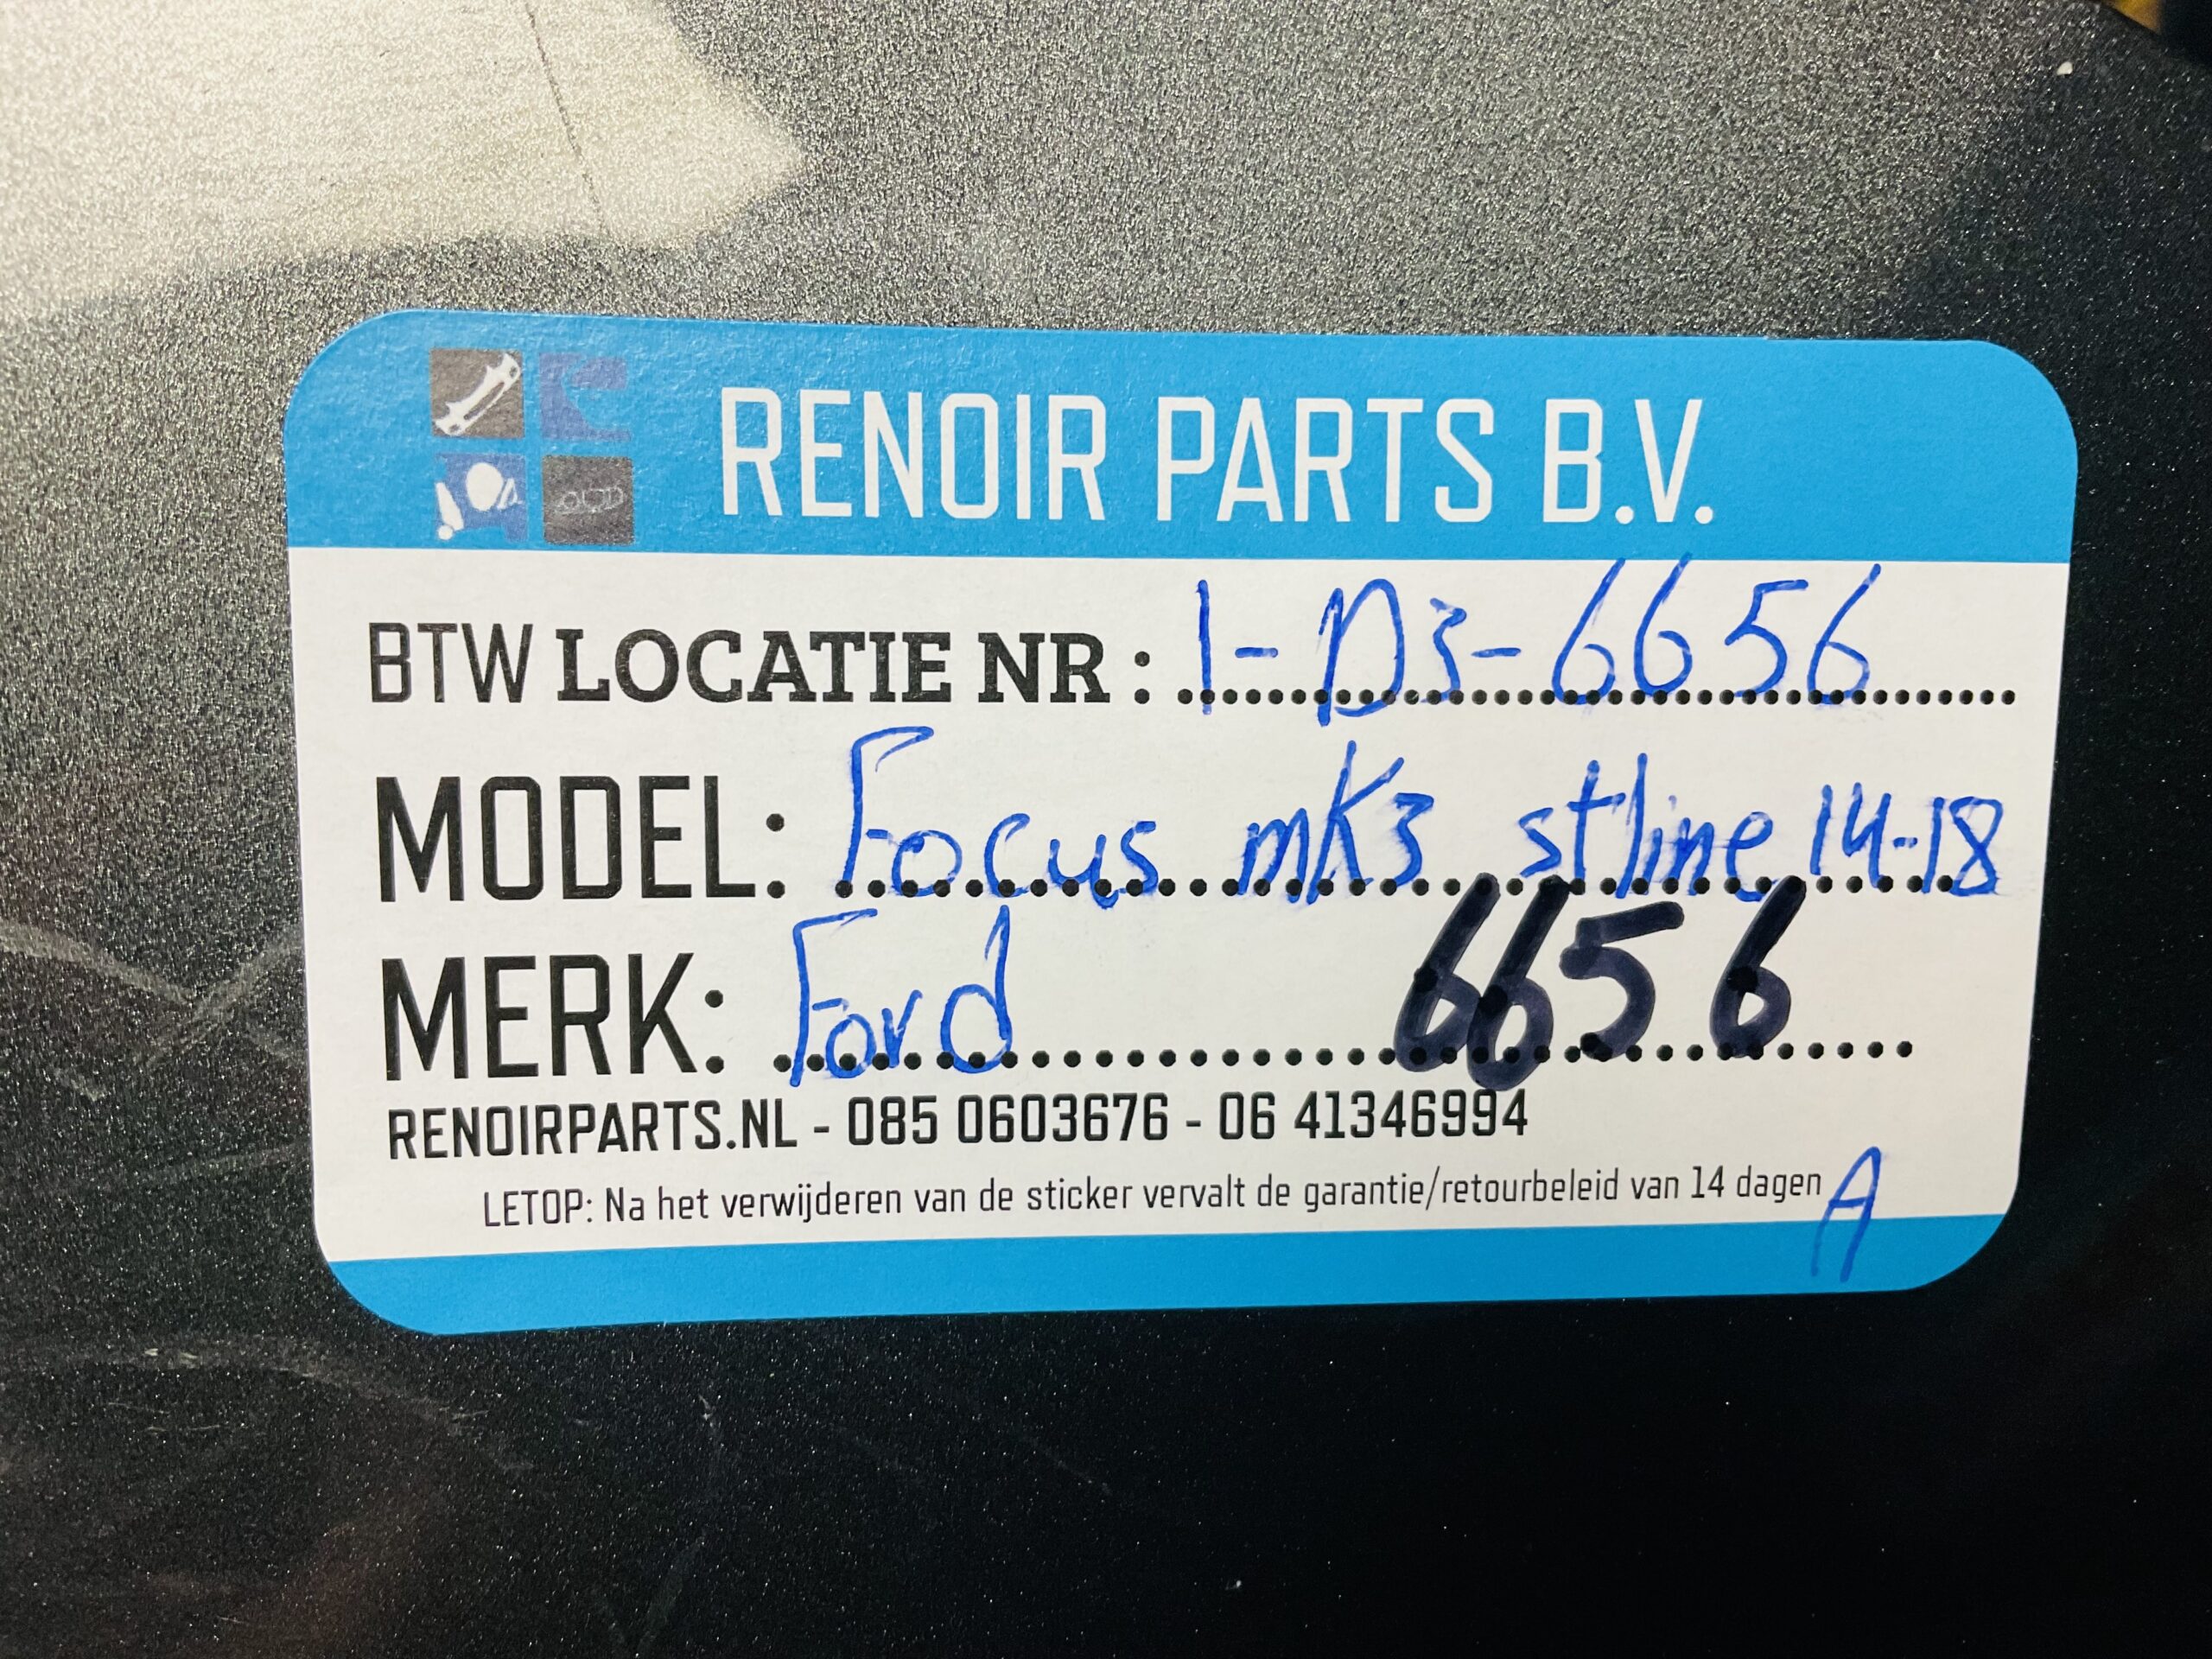 RENOIR PARTS B.V.
BTW LOCATIE NR : 1-D3-6656
MODEL: Focus mK3 stline 14-18
MERK: Ford 6656
RENOIRPARTS.NL - 085 0603676 - 06 41346994
LETOP: Na het verwijderen van de sticker vervalt de garantie/retourbeleid van 14 dagen A